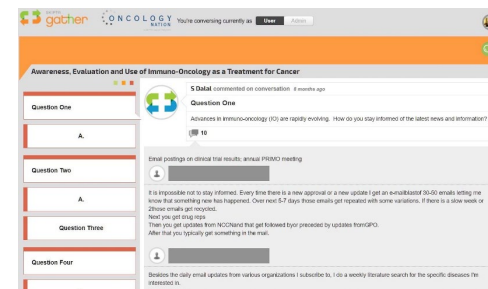 gather
ONCOLOGY
NATION
You're conversing currently as
User
Admin
Awareness, Evaluation and Use of Immuno-Oncology as a Treatment for Cancer
Question One
A.
Question Two
A.
Question Three
Question Four
S Dalal commented on conversation 8 months ago
Question One
Advances in immuno-oncology (IO) are rapidly evolving. How do you stay informed of the latest news and information?
10
Email postings on clinical trial results; annual PRIMO meeting
It is impossible not to stay informed. Every time there is a new approval or a new update I get an e-mailblastof 30-50 emails letting me
know that something new has happened. Over next 5-7 days those emails get repeated with some variations. If there is a slow week or
2those emails get recycled.
Next you get drug reps
Then you get updates from NCCNand that get followed byor preceded by updates fromGPO.
After that you typically get something in the mail.
Besides the daily email updates from various organizations I subscribe to, I do a weekly literature search for the specific diseases I'm
interested in.